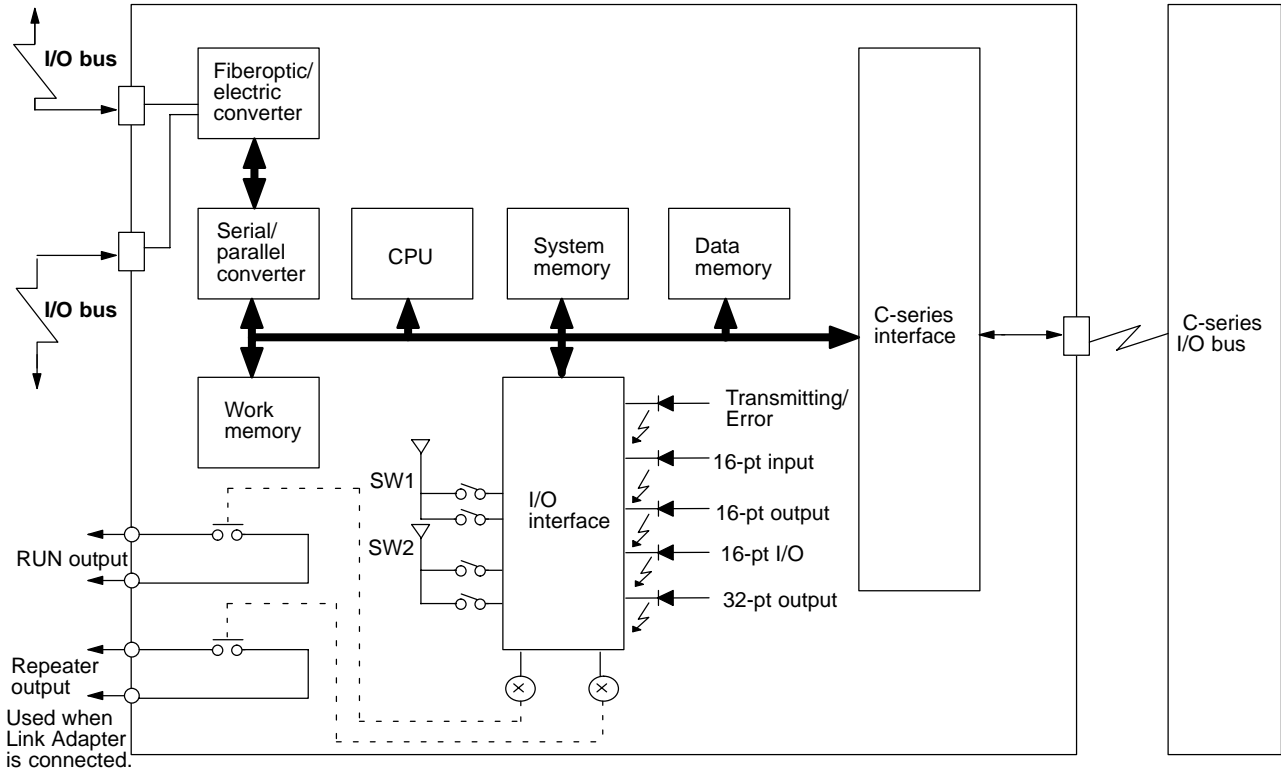 I/O bus
Fiberoptic/
electric
converter
Serial/
parallel
converter
CPU
System
memory
Data
memory
C-series
interface
C-series
I/O bus
I/O bus
Work
memory
Transmitting/
Error
SW1
16-pt input
I/O
interface
16-pt output
SW2
16-pt I/O
RUN output
32-pt output
Repeater
output
Used when
Link Adapter
is connected.